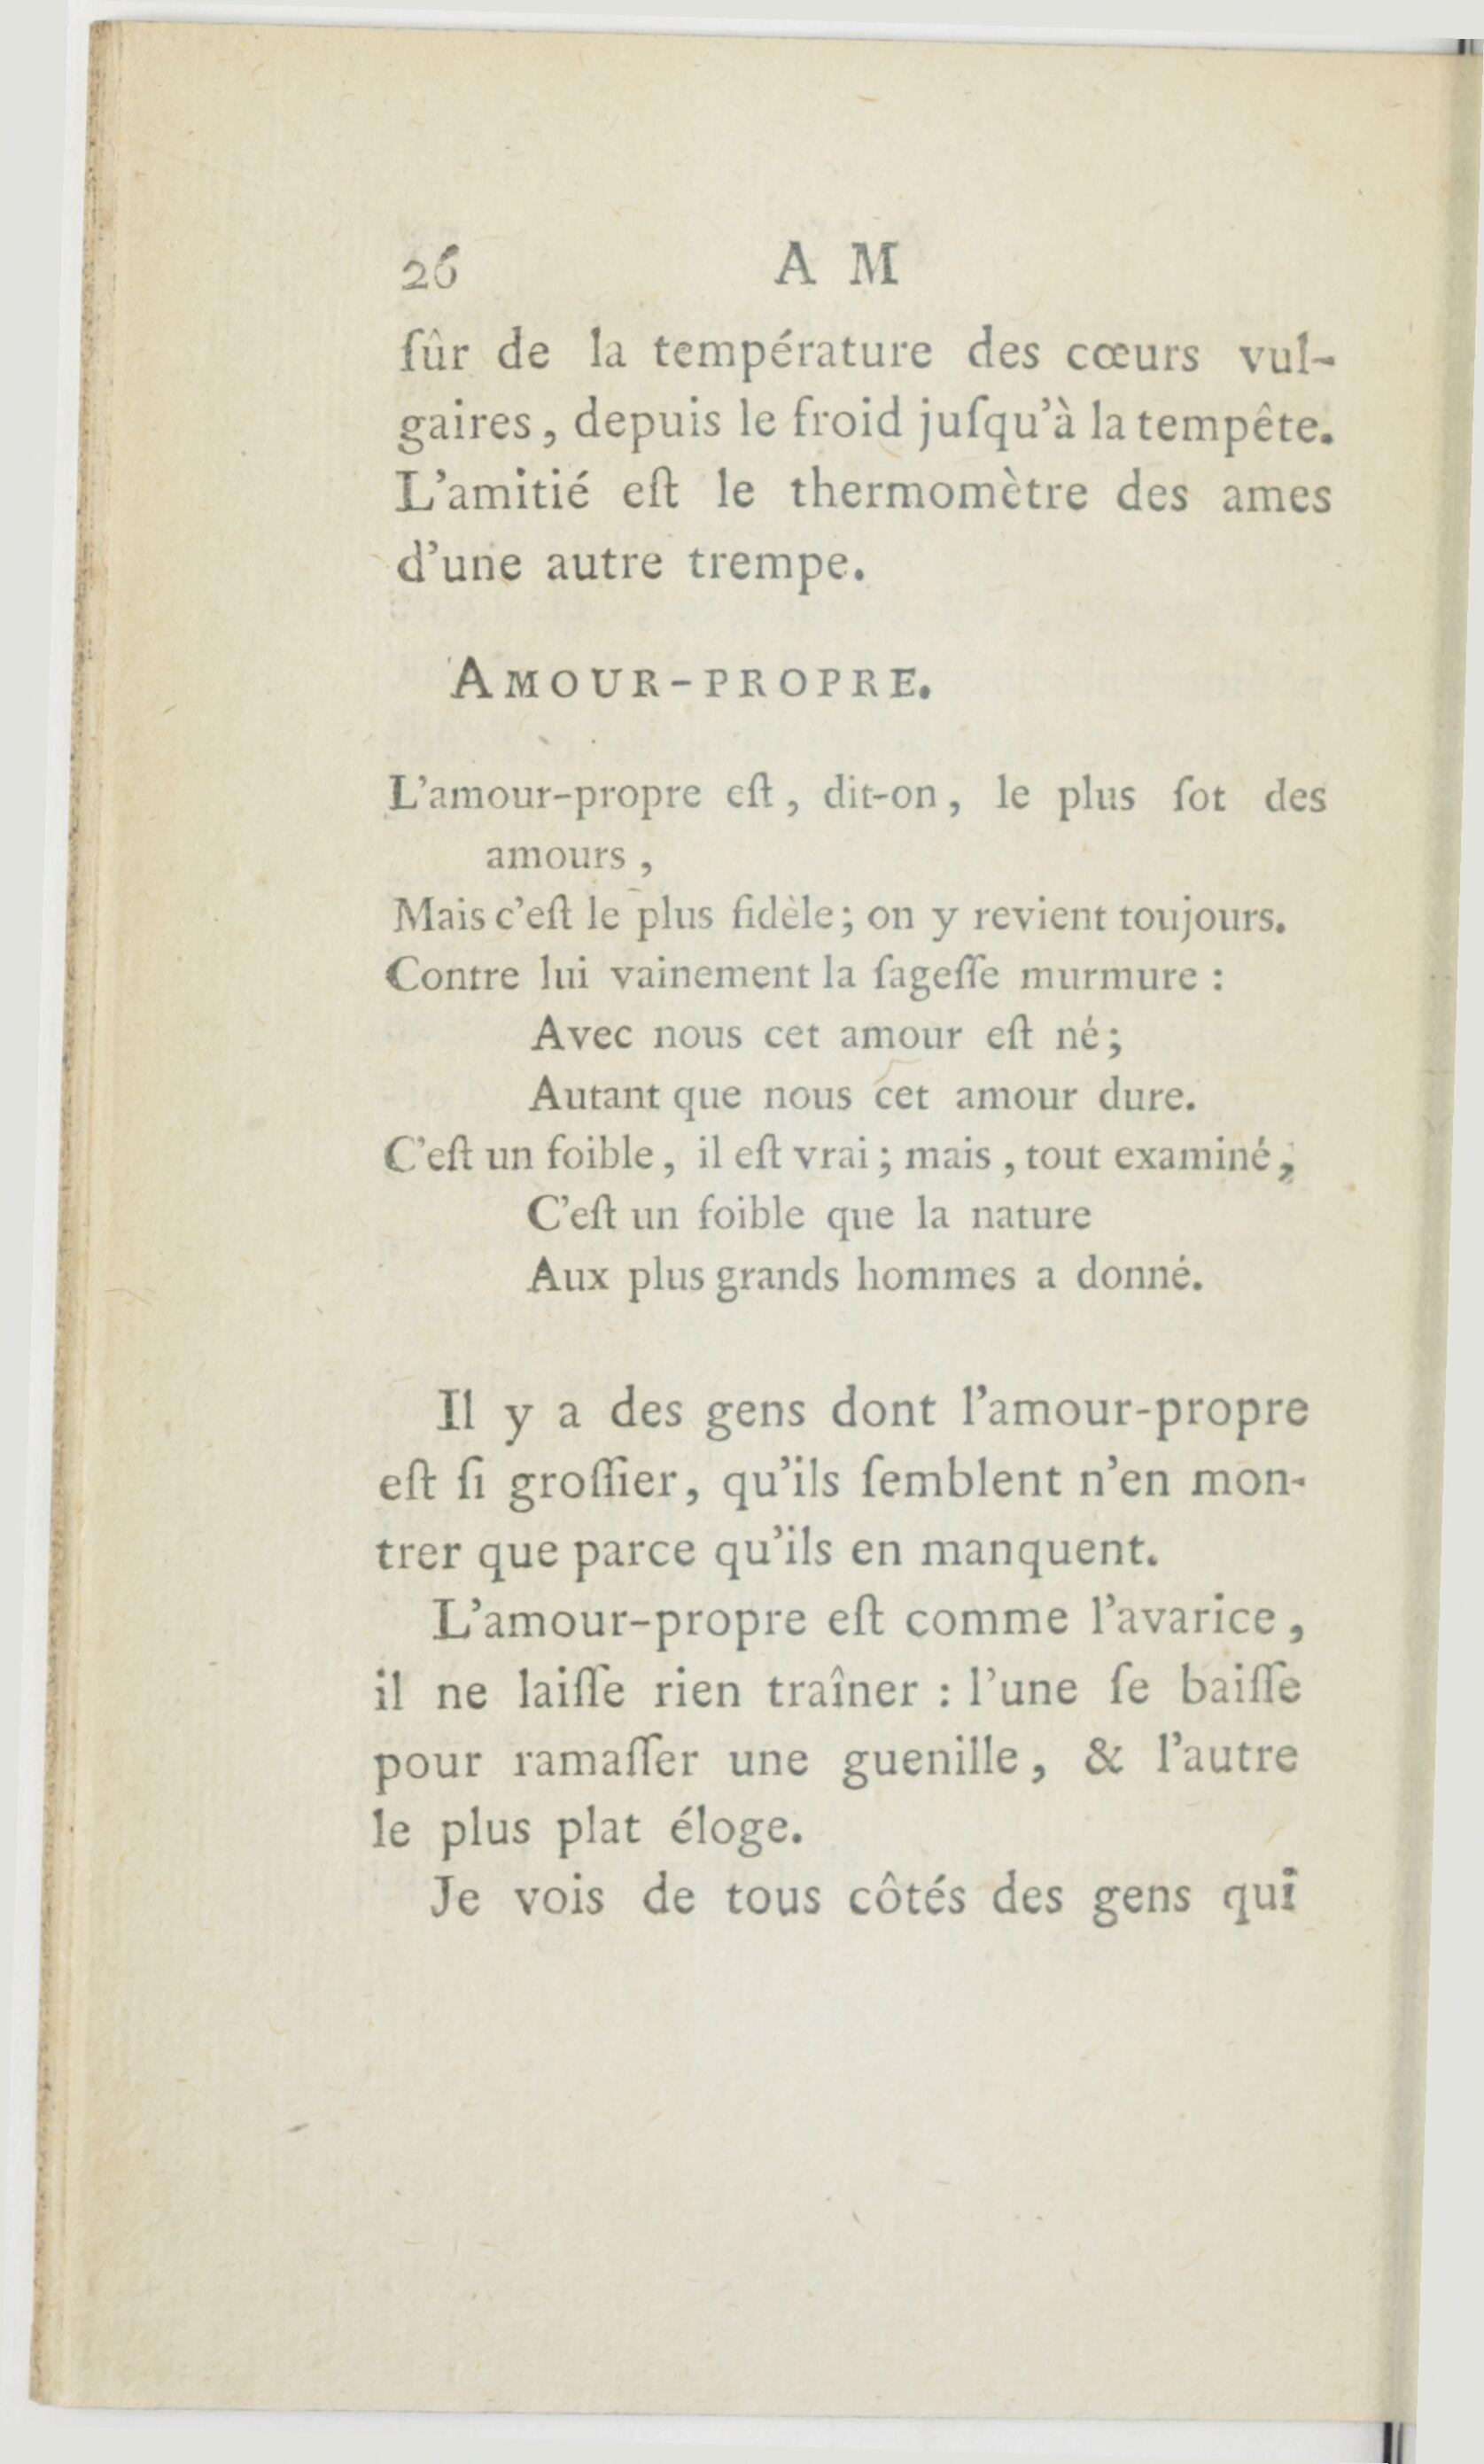 26 A M
ſûr de la température des cœurs vul-
gaires, depuis le froid juſqu'à la tempête.
L'amitié eſt le thermomètre des ames
d'une autre trempe.
AMOUR-PROPRE.
L'amour-propre eſt, dit-on, le plus ſot des
amours,
Mais c'eſt le plus fidèle; on y revient toujours.
Contre lui vainement la ſageſſe murmure :
Avec nous cet amour eſt né;
Autant que nous cet amour dure.
C'eſt un foible, il eſt vrai; mais, tout examiné,
C'eſt un foible que la nature
Aux plus grands hommes a donné.
Il y a des gens dont l'amour-propre
eſt ſi groſſier, qu'ils ſemblent n'en mon-
trer que parce qu'ils en manquent.
L'amour-propre eſt comme l'avarice,
il ne laiſſe rien traîner : l'une ſe baiſſe
pour ramaſſer une guenille, & l'autre
le plus plat éloge.
Je vois de tous côtés des gens qui